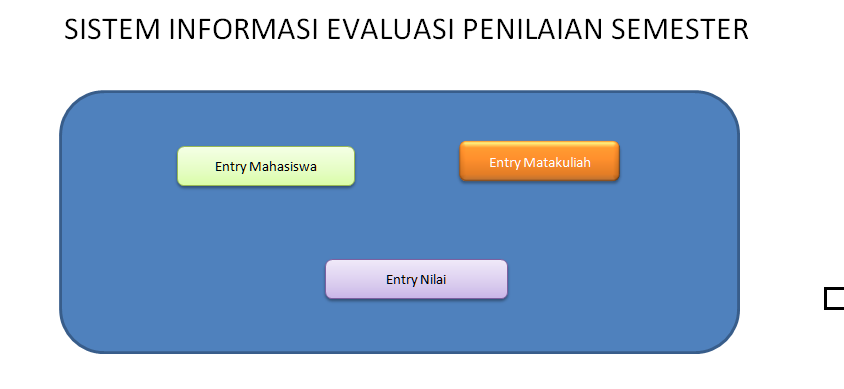 SISTEM INFORMASI EVALUASI PENILAIAN SEMESTER
Entry Mahasiswa
Entry Matakuliah
Entry Nilai